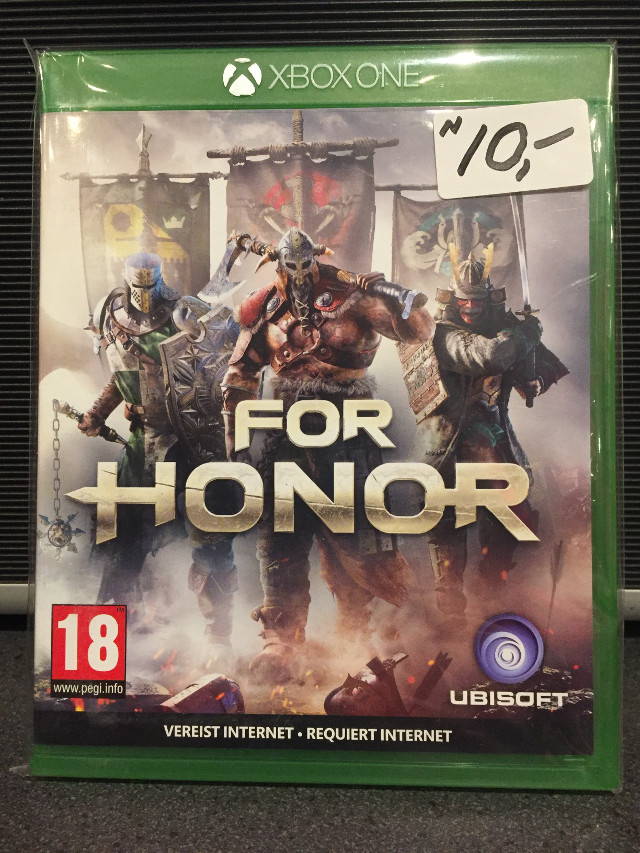 XBOX ONE
"10,-
FOR
HONOR
18
www.pegi.info
UBISOFT
VEREIST INTERNET • REQUIERT INTERNET